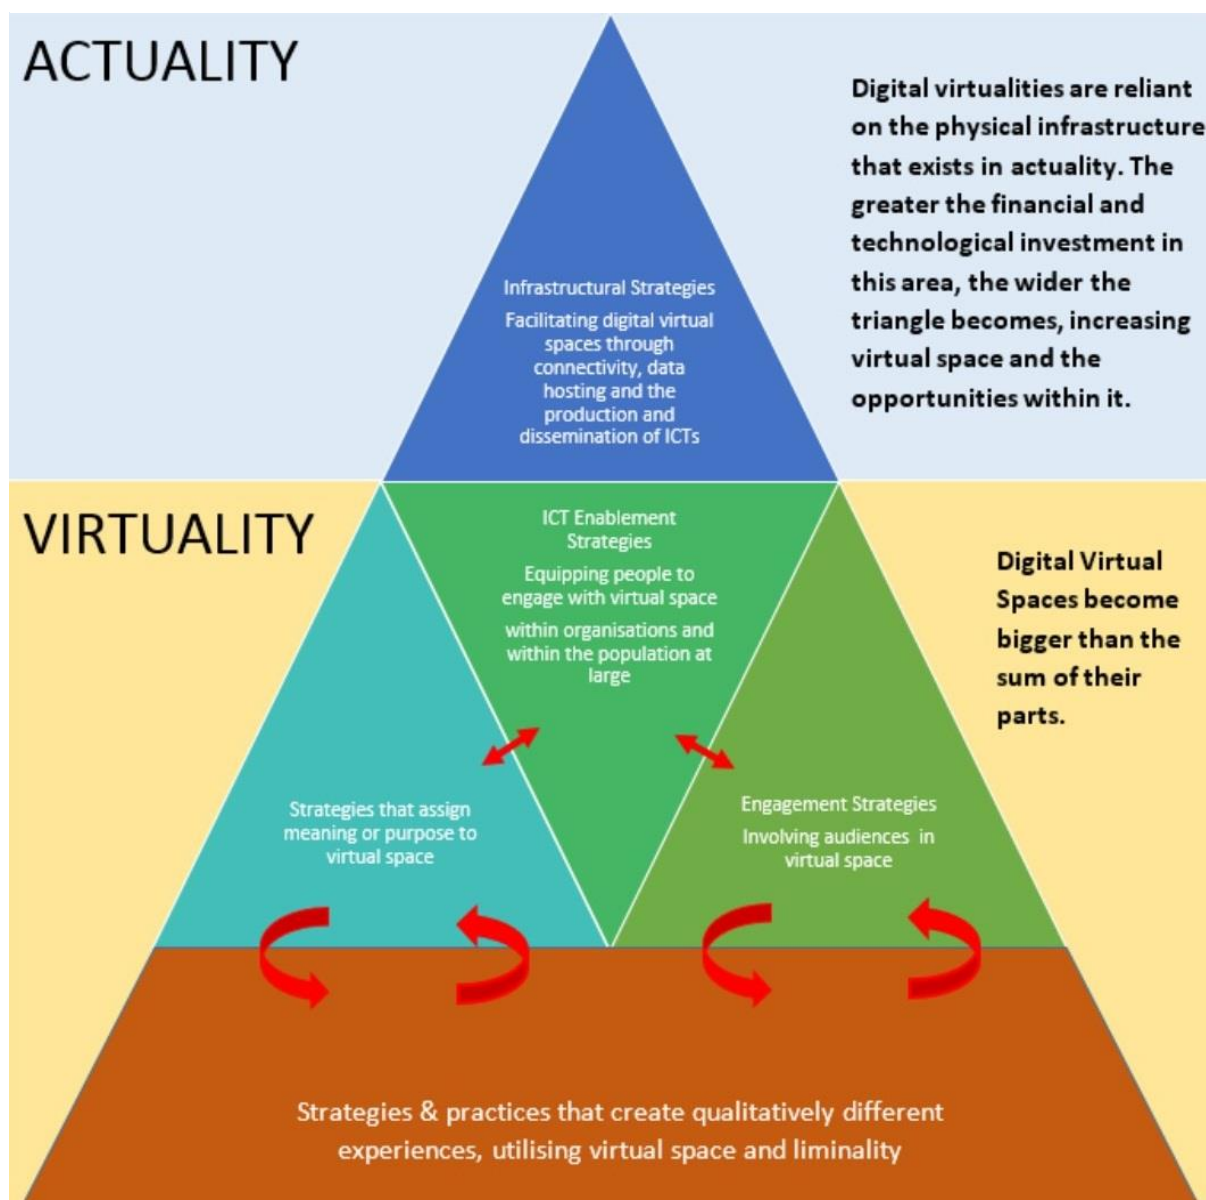 ACTUALITY
Digital virtualities are reliant
on the physical infrastructure
that exists in actuality. The
greater the financial and
technological investment in
this area, the wider the
triangle becomes, increasing
virtual space and the
opportunities within it.
Infrastructural Strategies
Facilitating digital virtual
spaces through
connectivity, data
hosting and the
production and
dissemination of ICTs
VIRTUALITY
ICT Enablement
Strategies
Equipping people to
engage with virtual space
within organisations and
within the population at
large
Digital Virtual
Spaces become
bigger than the
sum of their
parts.
Strategies that assign
meaning or purpose to
virtual space
Engagement Strategies
Involving audiences in
virtual space
Strategies & practices that create qualitatively different
experiences, utilising virtual space and liminality